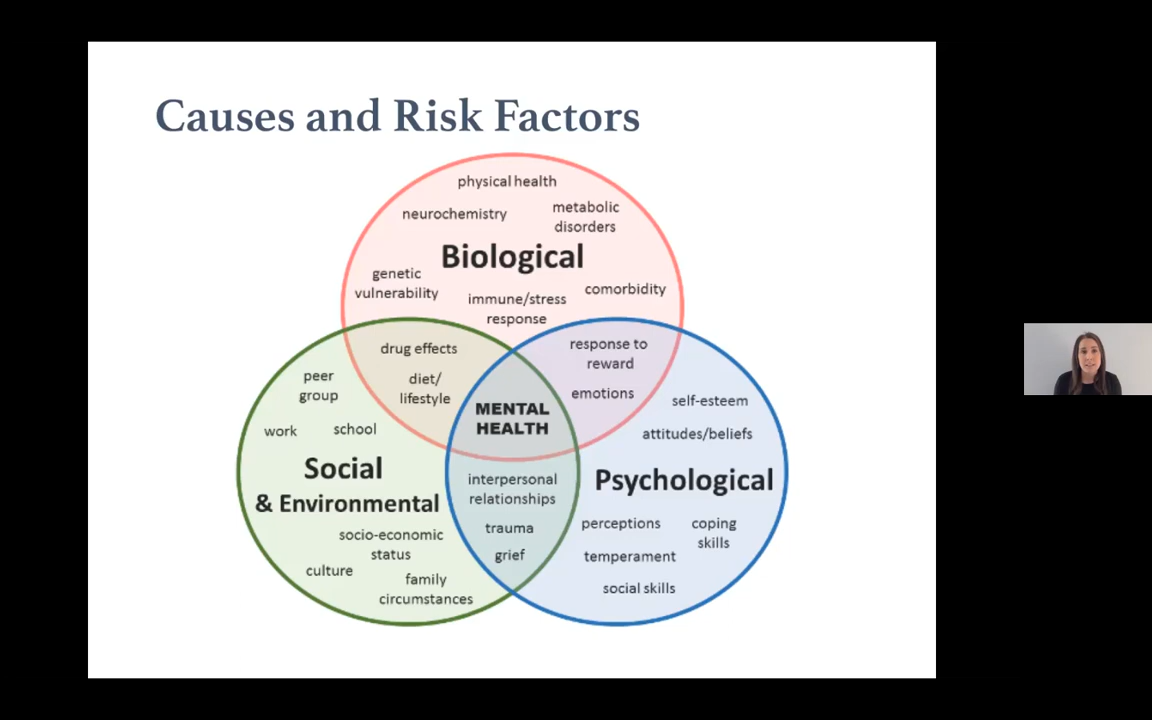 Causes and Risk Factors
physical health
neurochemistry
metabolic
disorders
Biological
genetic
vulnerability
immune/stress
response
comorbidity
drug effects
diet/
lifestyle
response to
reward
emotions
MENTAL
HEALTH
peer
group
work
school
Social
& Environmental
socio-economic
status
culture
family
circumstances
interpersonal
relationships
trauma
grief
self-esteem
attitudes/beliefs
Psychological
perceptions
coping
skills
temperament
social skills